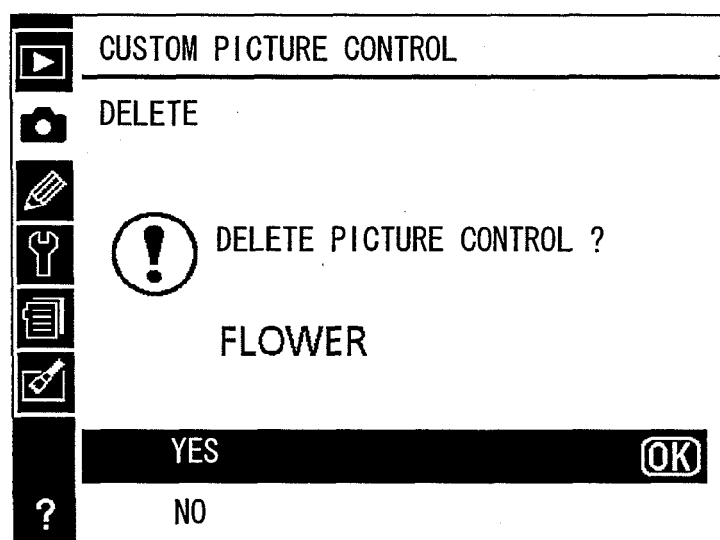 CUSTOM PICTURE CONTROL
DELETE
! DELETE PICTURE CONTROL ?
FLOWER
YES OK
? NO